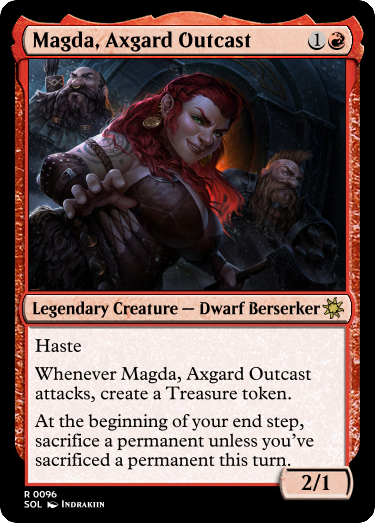 Magda, Axgard Outcast 1
Legendary Creature — Dwarf Berserker
Haste
Whenever Magda, Axgard Outcast
attacks, create a Treasure token.
At the beginning of your end step,
sacrifice a permanent unless you've
sacrificed a permanent this turn.
2/1
R 0096
SOL Indrakiin